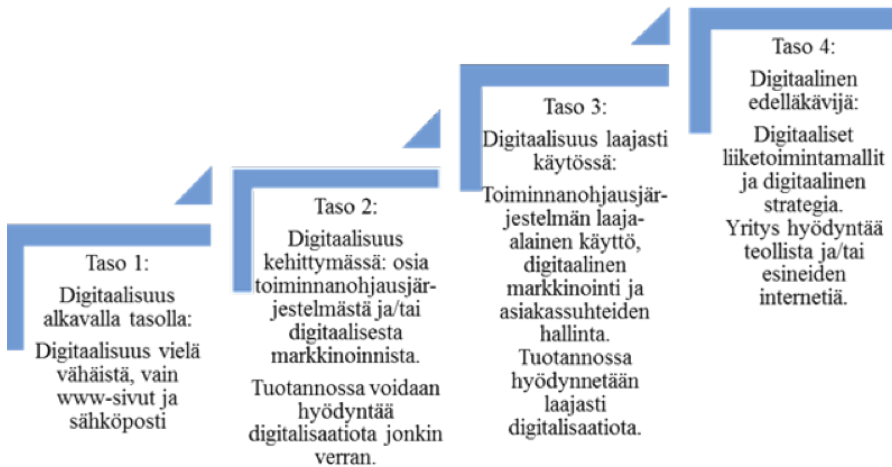 Taso 1:
Digitaalisuus
alkavalla tasolla:
Digitaalisuus vielä
vähäistä, vain
www-sivut ja
sähköposti
Taso 2:
Digitaalisuus
kehittymässä: osia
toiminnanohjausjär-
jestelmästä ja/tai
digitaalisesta
markkinoinnista.
Tuotannossa voidaan
hyödyntää
digitalisaatiota jonkin
verran.
Taso 3:
Digitaalisuus laajasti
käytössä:
Toiminnanohjausjär-
jestelmän laaja-
alainen käyttö,
digitaalinen
markkinointi ja
asiakassuhteiden
hallinta.
Tuotannossa
hyödynnetään
laajasti
digitalisaatiota.
Taso 4:
Digitaalinen
edelläkävijä:
Digitaaliset
liiketoimintamallit
ja digitaalinen
strategia.
Yritys hyödyntää
teollista ja/tai
esineiden
internetiä.